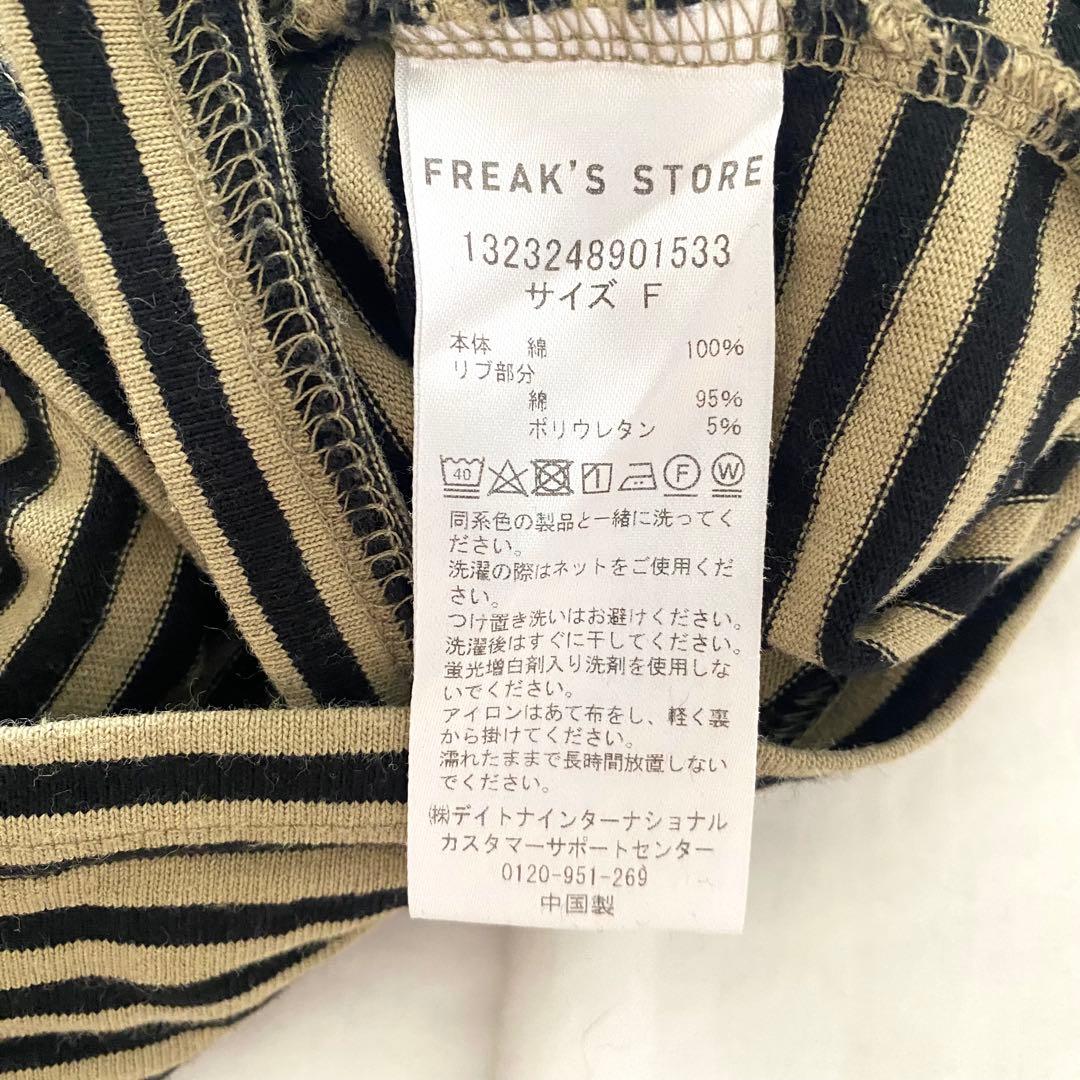 FREAK'S STORE
1323248901533
サイズ F
本体 綿 100%
リブ部分
綿 95%
ポリウレタン 5%
40 F W
同系色の製品と一緒に洗ってく
ださい。
洗濯の際はネットをご使用くだ
さい。
つけ置き洗いはお避けください。
洗濯後はすぐに干してください。
蛍光増白剤入り洗剤を使用しな
いでください。
アイロンはあて布をし、軽く裏
から掛けてください。
濡れたままで長時間放置しない
でください。
㈱デイトナインターナショナル
カスタマーサポートセンター
0120-951-269
中国製